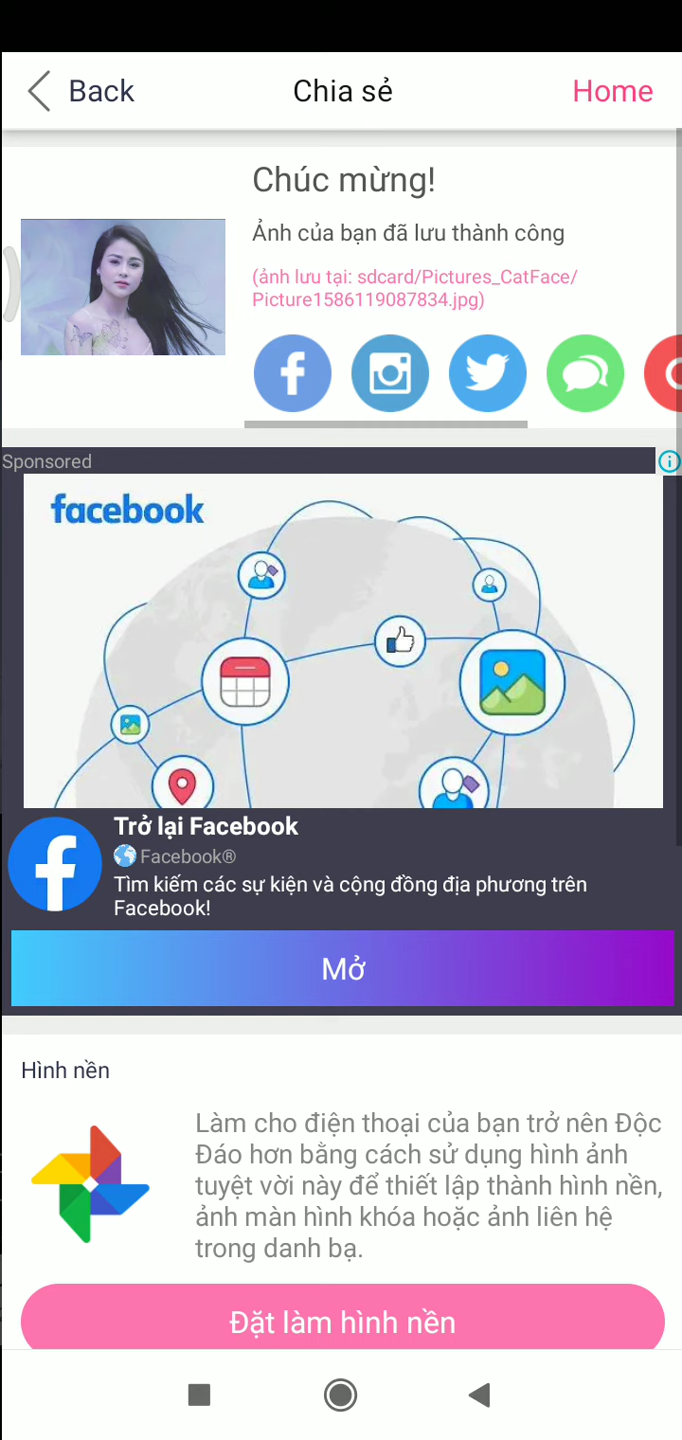 Back
Chia sẻ
Home
Chúc mừng!
Ảnh của bạn đã lưu thành công
(ảnh lưu tại: sdcard/Pictures_CatFace/
Picture1586119087834.jpg)
Sponsored
facebook
Trở lại Facebook
Facebook®
Tìm kiếm các sự kiện và cộng đồng địa phương trên
Facebook!
Mở
Hình nền
Làm cho điện thoại của bạn trở nên Độc
Đáo hơn bằng cách sử dụng hình ảnh
tuyệt vời này để thiết lập thành hình nền,
ảnh màn hình khóa hoặc ảnh liên hệ
trong danh bạ.
Đặt làm hình nền